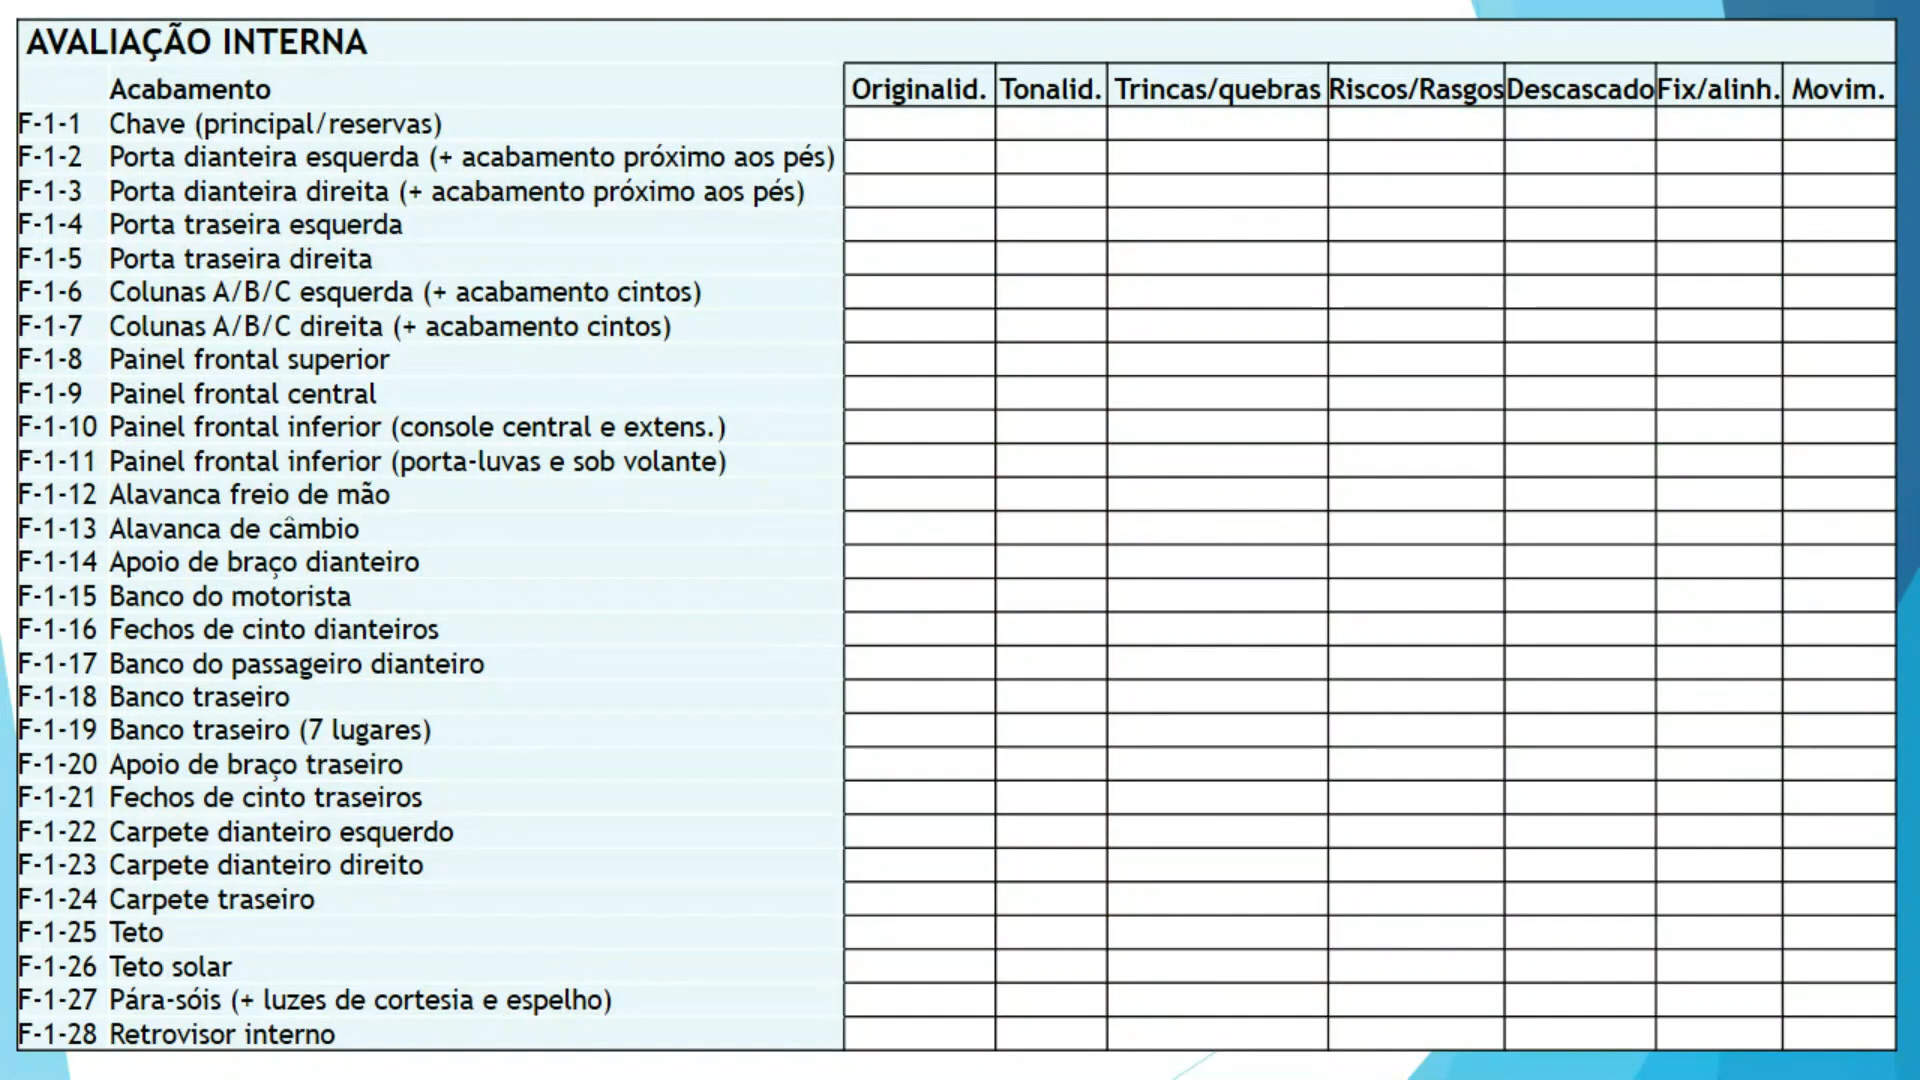 AVALIAÇÃO INTERNA
Acabamento Originalid. Tonalid. Trincas/quebras Riscos/Rasgos Descascado Fix/alinh. Movim.
F-1-1 Chave (principal/reservas)
F-1-2 Porta dianteira esquerda (+ acabamento próximo aos pés)
F-1-3 Porta dianteira direita (+ acabamento próximo aos pés)
F-1-4 Porta traseira esquerda
F-1-5 Porta traseira direita
F-1-6 Colunas A/B/C esquerda (+ acabamento cintos)
F-1-7 Colunas A/B/C direita (+ acabamento cintos)
F-1-8 Painel frontal superior
F-1-9 Painel frontal central
F-1-10 Painel frontal inferior (console central e extens.)
F-1-11 Painel frontal inferior (porta-luvas e sob volante)
F-1-12 Alavanca freio de mão
F-1-13 Alavanca de câmbio
F-1-14 Apoio de braço dianteiro
F-1-15 Banco do motorista
F-1-16 Fechos de cinto dianteiros
F-1-17 Banco do passageiro dianteiro
F-1-18 Banco traseiro
F-1-19 Banco traseiro (7 lugares)
F-1-20 Apoio de braço traseiro
F-1-21 Fechos de cinto traseiros
F-1-22 Carpete dianteiro esquerdo
F-1-23 Carpete dianteiro direito
F-1-24 Carpete traseiro
F-1-25 Teto
F-1-26 Teto solar
F-1-27 Pára-sóis (+ luzes de cortesia e espelho)
F-1-28 Retrovisor interno